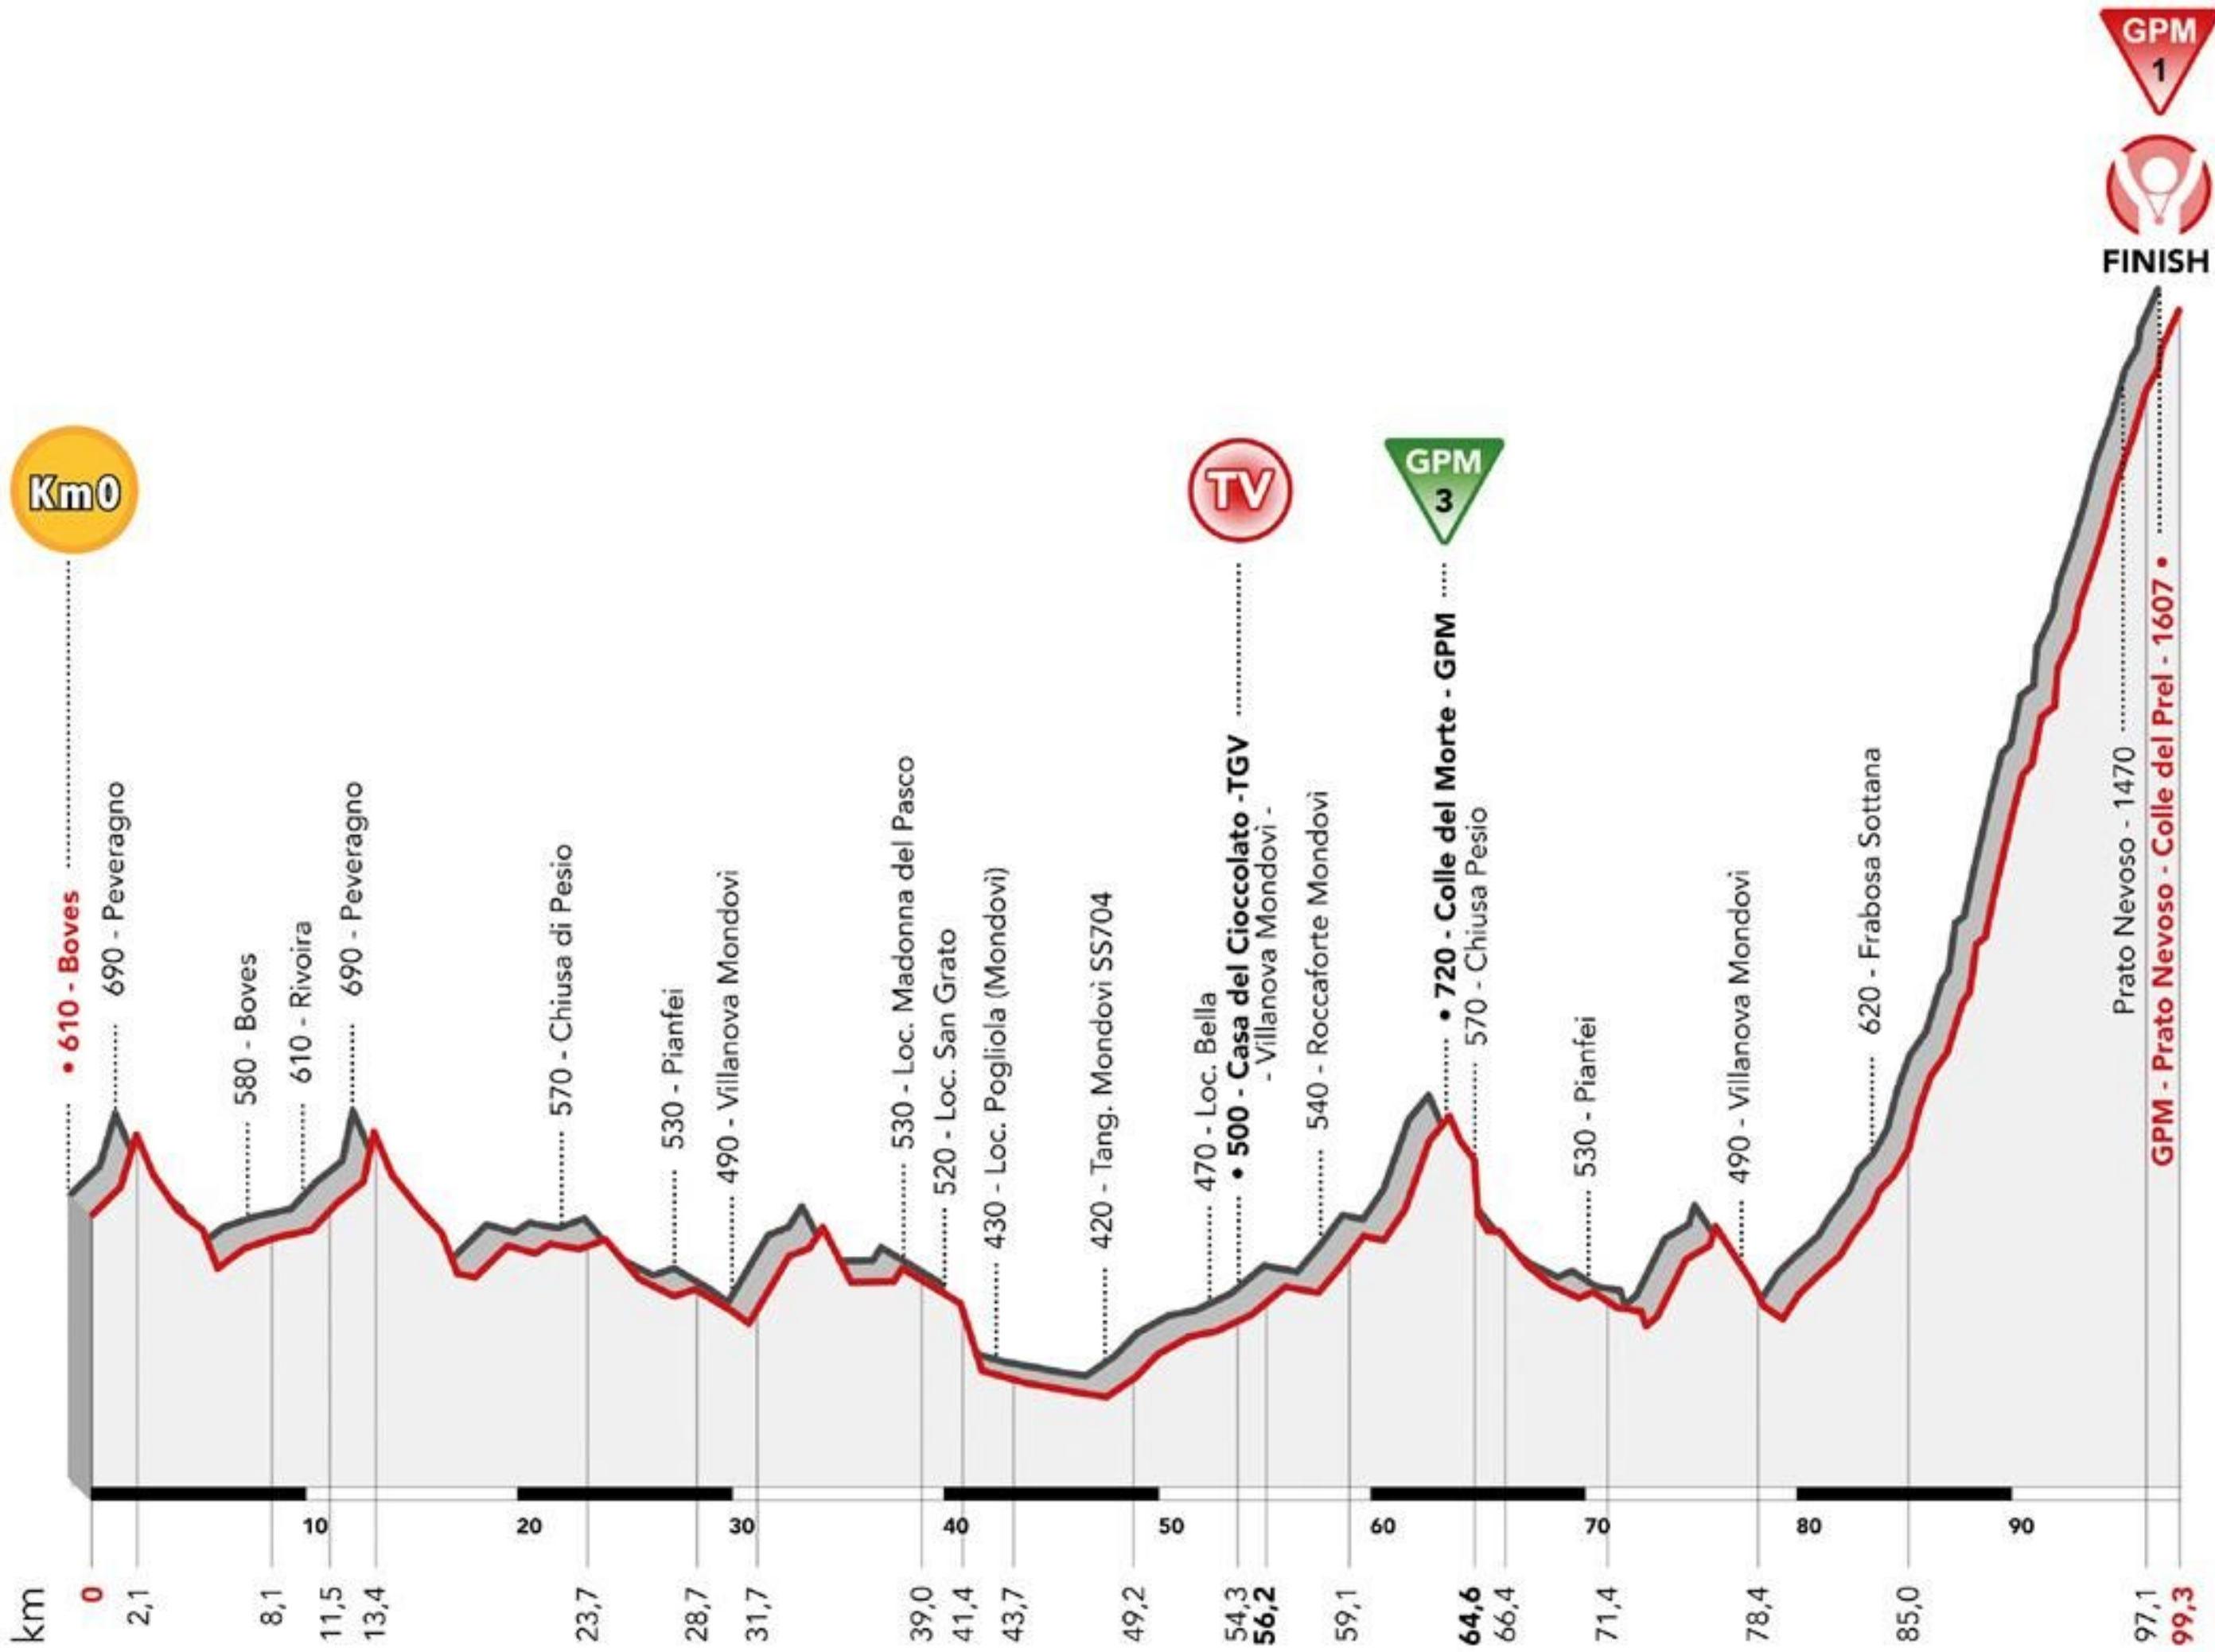 GPM
1
FINISH
Km0
TV
GPM
3
• 610 - Boves
690 - Peveragno
580 - Boves
610 - Rivoira
690 - Peveragno
570 - Chiusa di Pesio
530 - Pianfei
490 - Villanova Mondovì
530 - Loc. Madonna del Pasco
520 - Loc. San Grato
430 - Loc. Pogliola (Mondovì)
420 - Tang. Mondovì SS704
470 - Loc. Bella
• 500 - Casa del Cioccolato -TGV
- Villanova Mondovì -
540 - Roccaforte Mondovì
• 720 - Colle del Morte - GPM
570 - Chiusa Pesio
530 - Pianfei
490 - Villanova Mondovì
620 - Frabosa Sottana
Prato Nevoso - 1470
GPM - Prato Nevoso - Colle del Prel - 1607 •
10 20 30 40 50 60 70 80 90
km 0 2,1 8,1 11,5 13,4 23,7 28,7 31,7 39,0 41,4 43,7 49,2 54,3 56,2 59,1 64,6 66,4 71,4 78,4 85,0 97,1 99,3